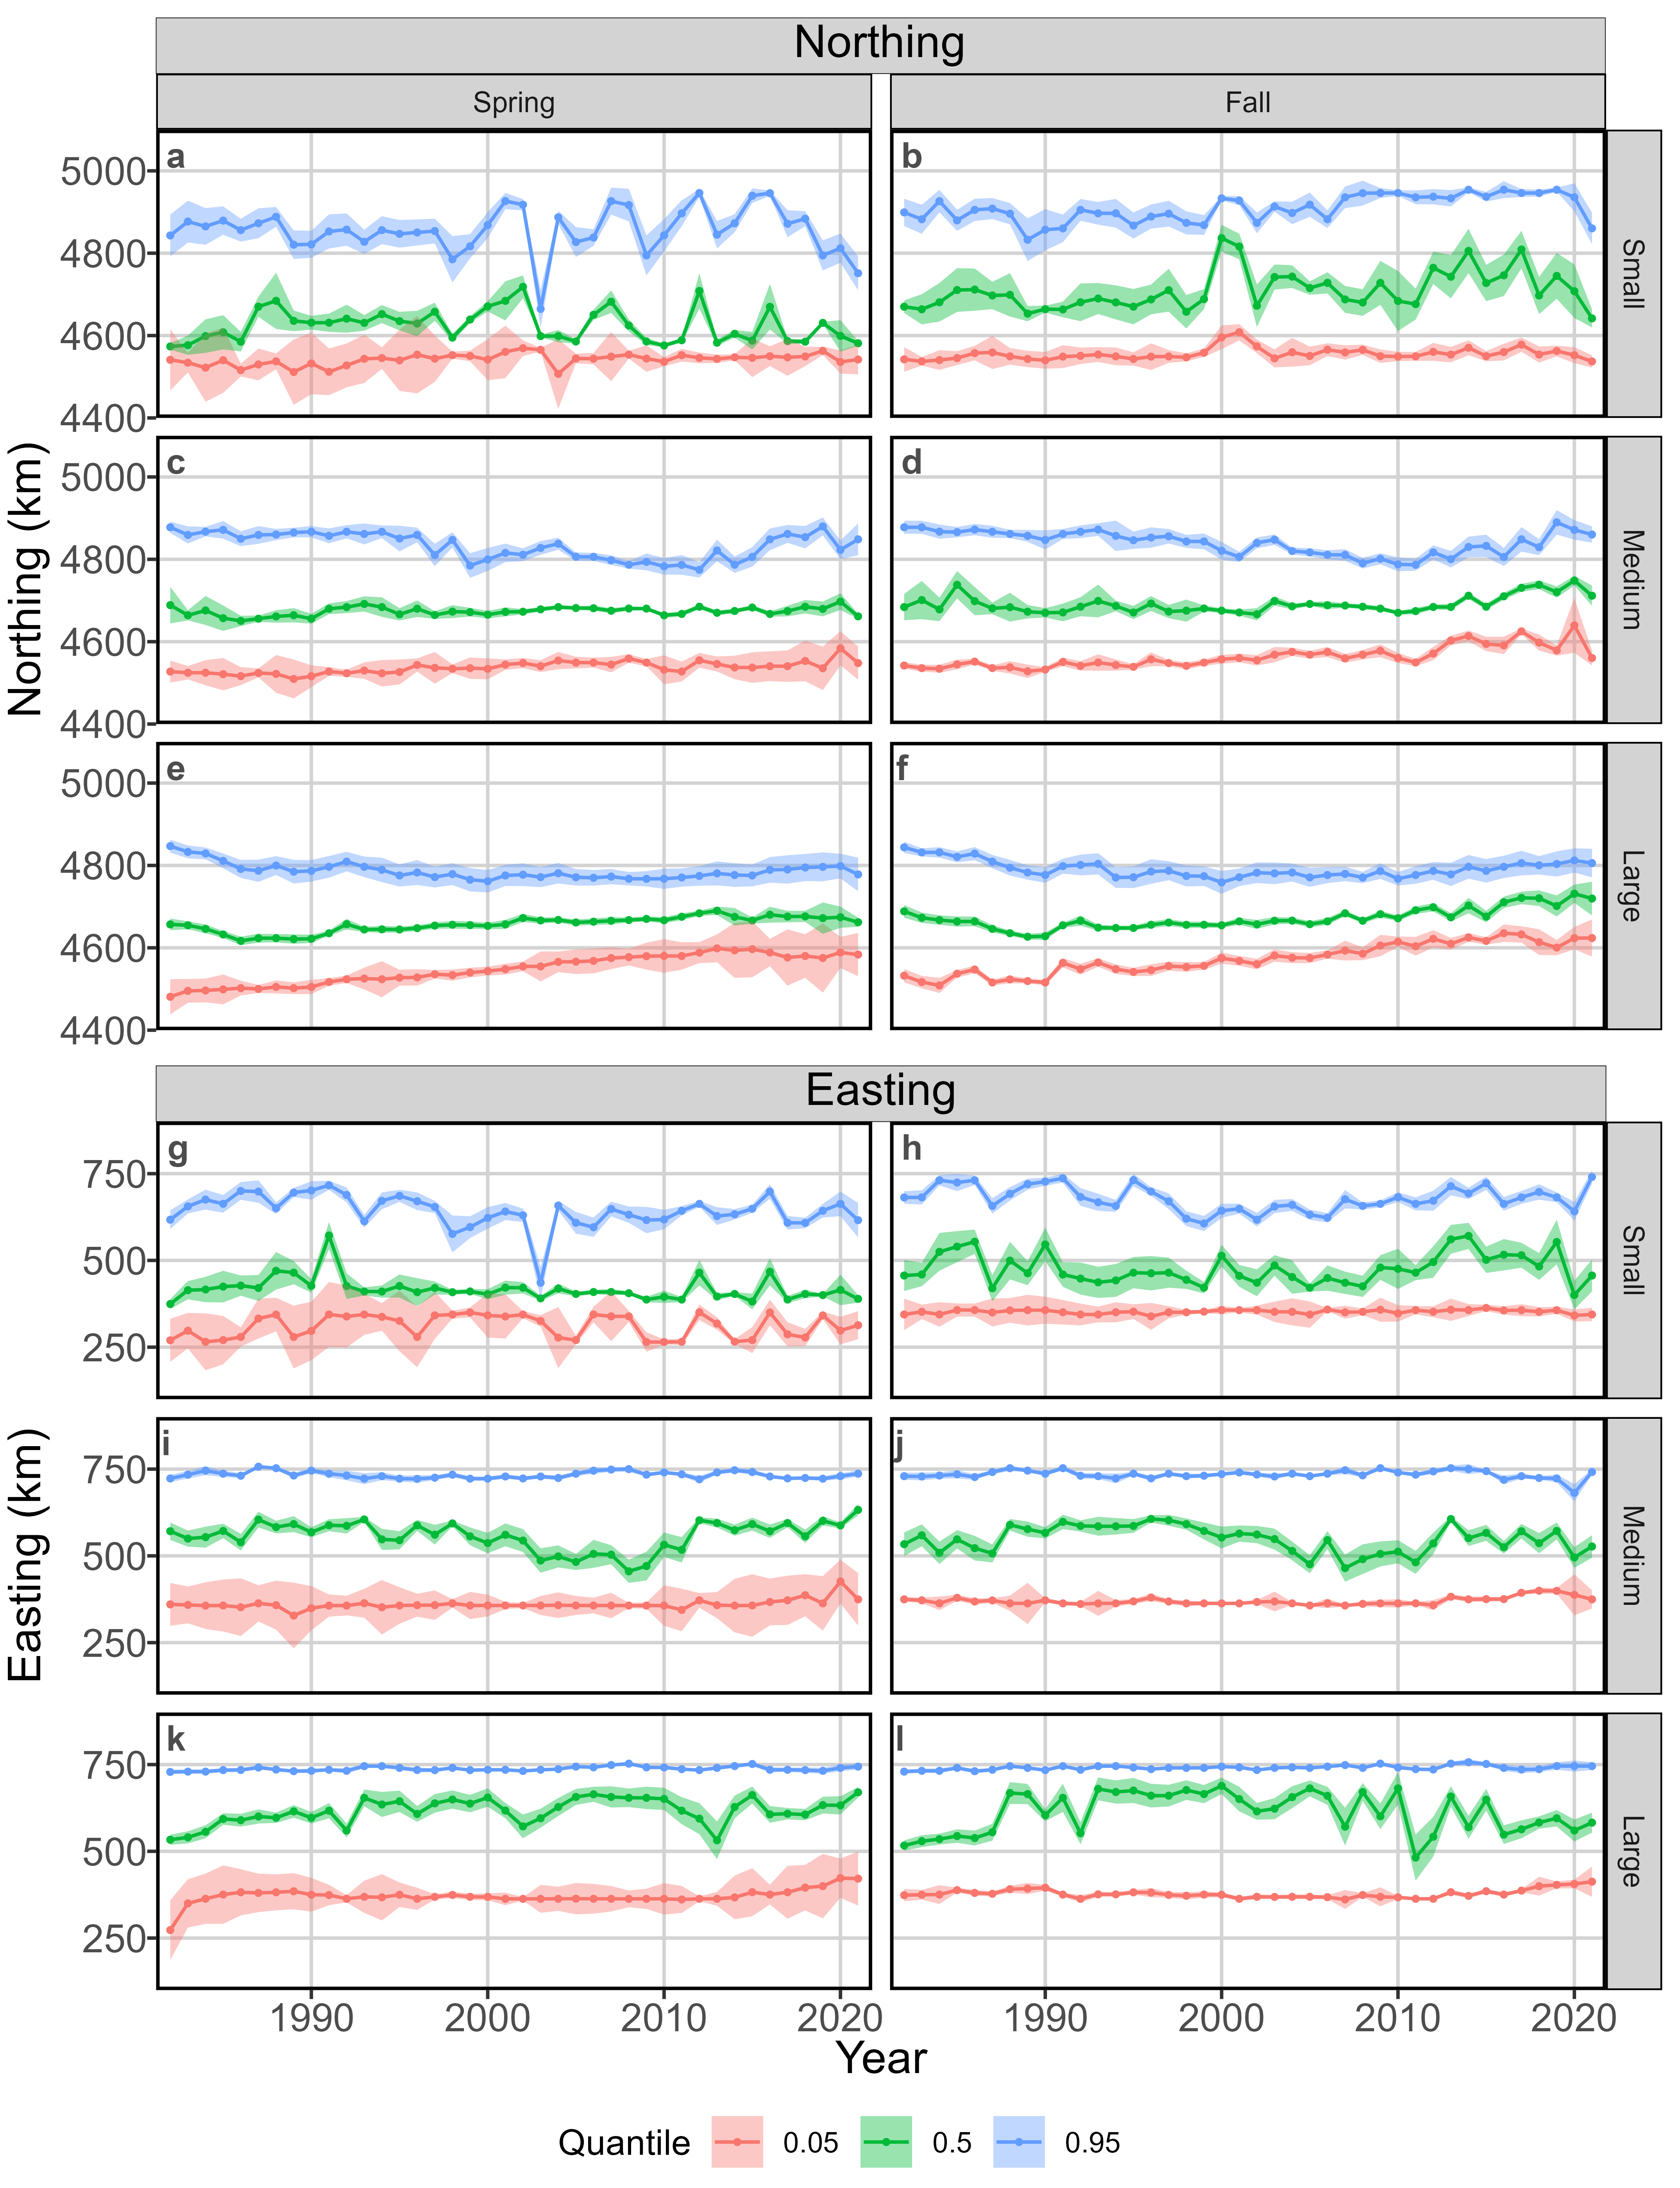 Northing
Spring Fall
a b
5000
4800
4600
4400
Small
c d
5000
4800
4600
4400
Medium
Northing (km)
e f
5000
4800
4600
4400
Large
Easting
g h
750
500
250
Small
i j
750
500
250
Medium
Easting (km)
k l
750
500
250
Large
1990 2000 2010 2020 1990 2000 2010 2020
Year
Quantile 0.05 0.5 0.95